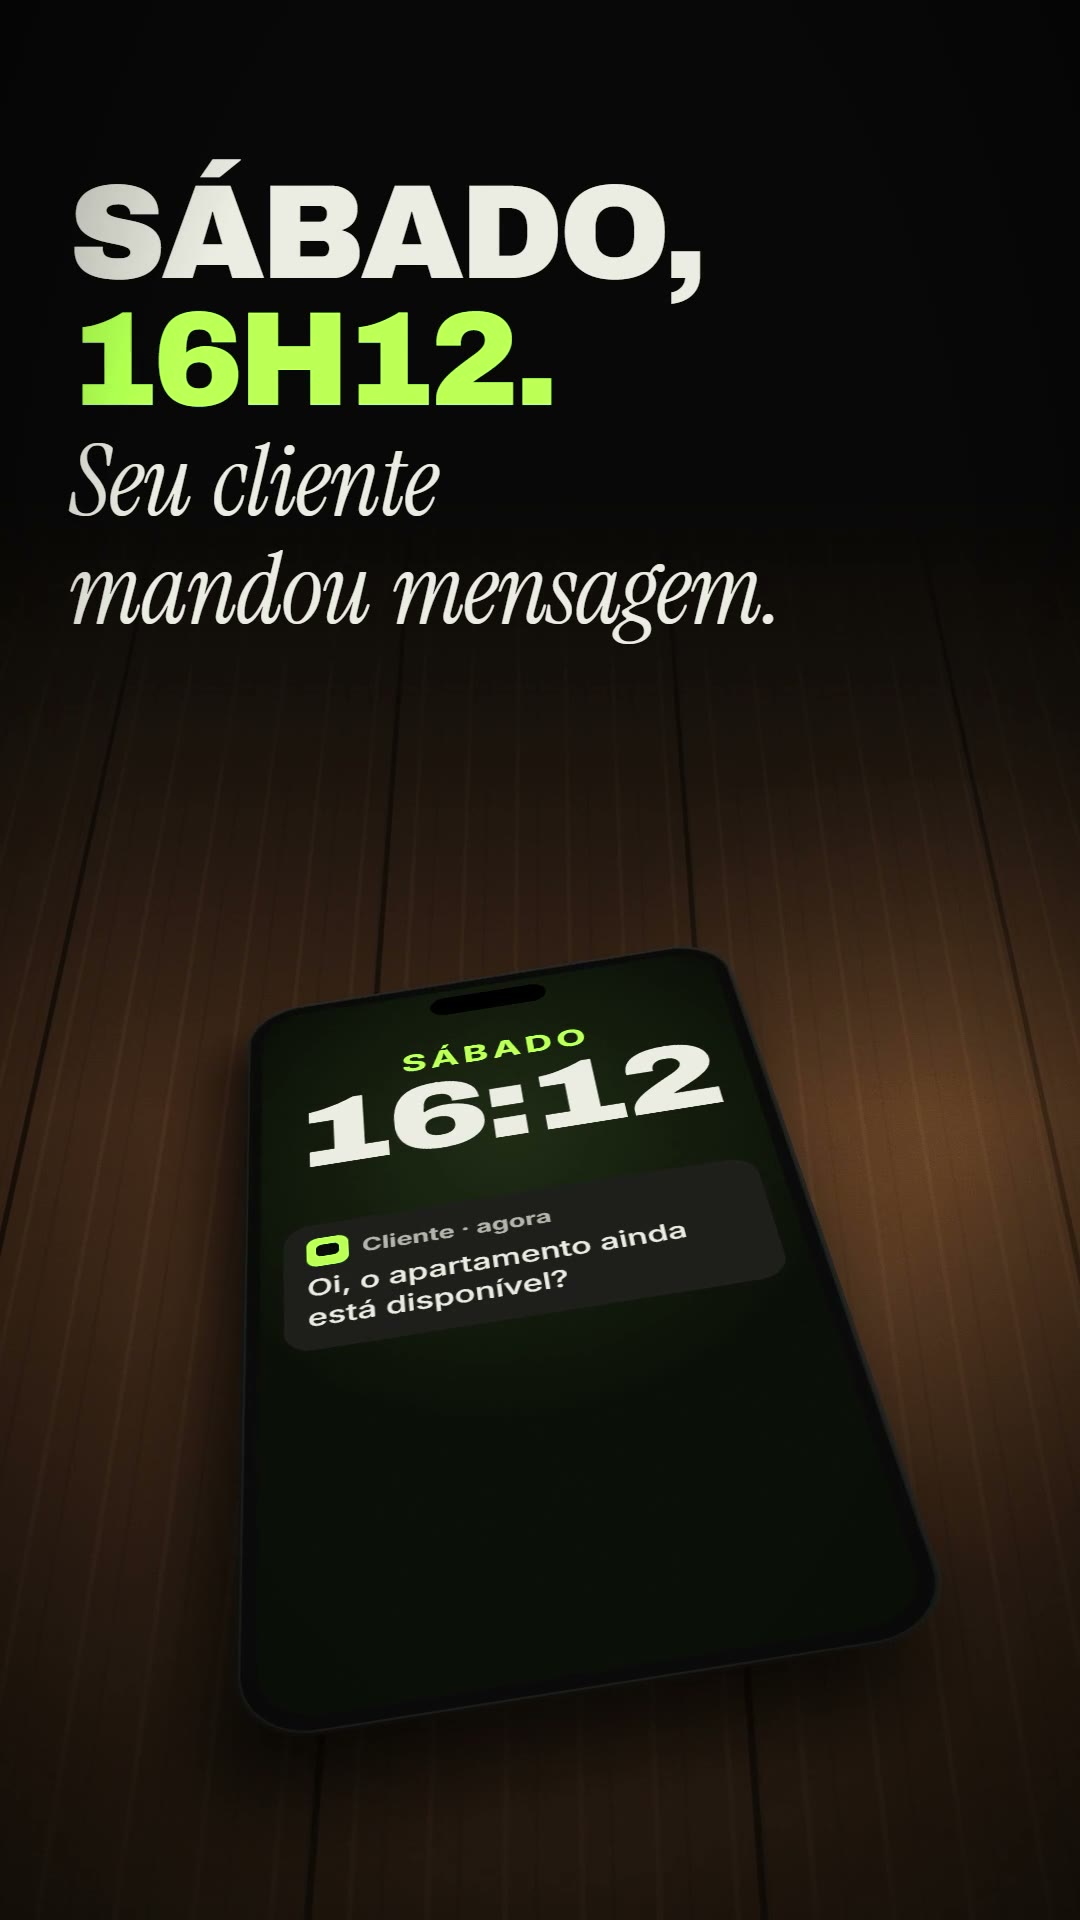 SÁBADO,
16H12.
Seu cliente
mandou mensagem.
SÁBADO
16:12
Cliente · agora
Oi, o apartamento ainda
está disponível?